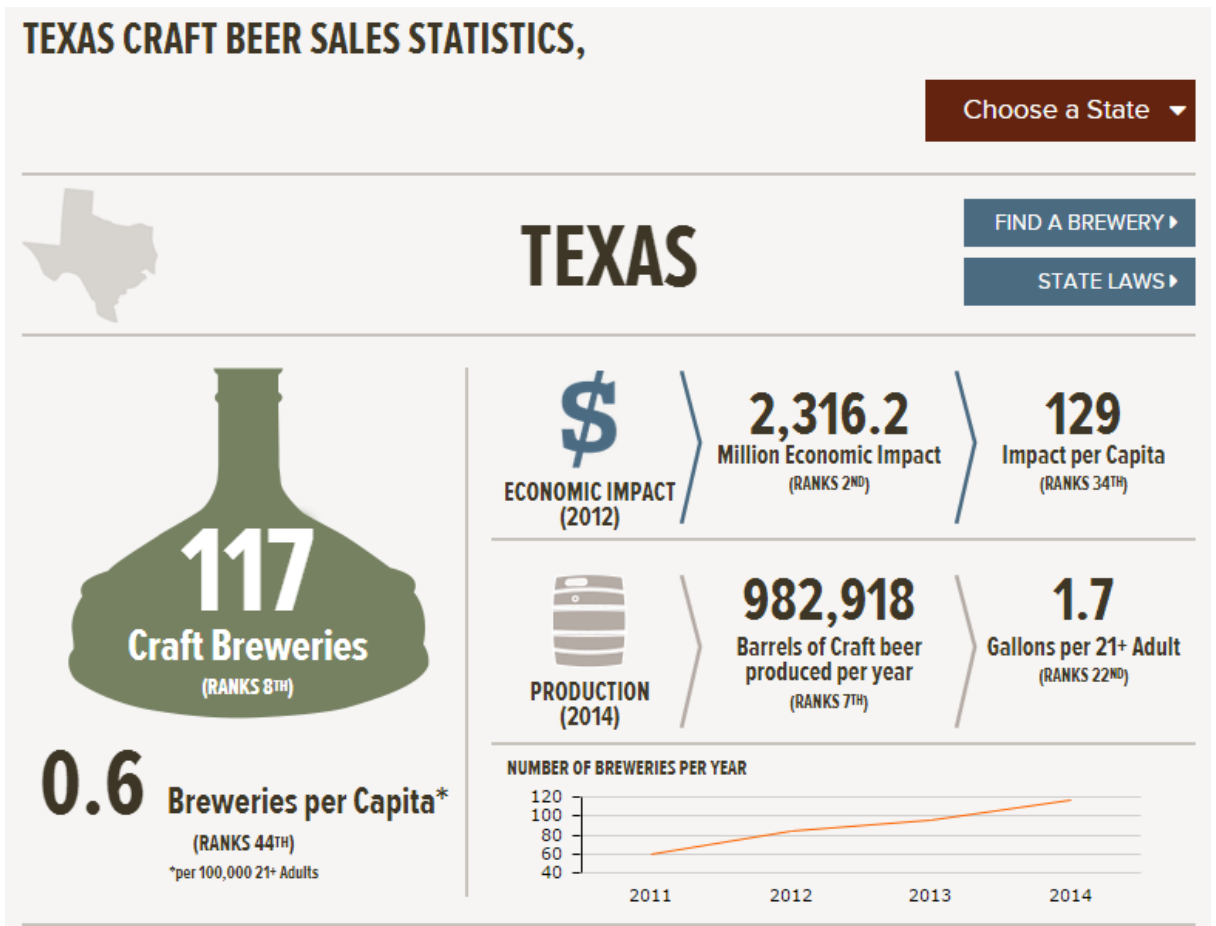 TEXAS CRAFT BEER SALES STATISTICS,
Choose a State
TEXAS
FIND A BREWERY
STATE LAWS
117
Craft Breweries
(RANKS 8TH)
0.6 Breweries per Capita*
(RANKS 44TH)
*per 100,000 21+ Adults
$
ECONOMIC IMPACT
(2012)
2,316.2
Million Economic Impact
(RANKS 2ND)
129
Impact per Capita
(RANKS 34TH)
PRODUCTION
(2014)
982,918
Barrels of Craft beer
produced per year
(RANKS 7TH)
1.7
Gallons per 21+ Adult
(RANKS 22ND)
NUMBER OF BREWERIES PER YEAR
120
100
80
60
40
2011 2012 2013 2014